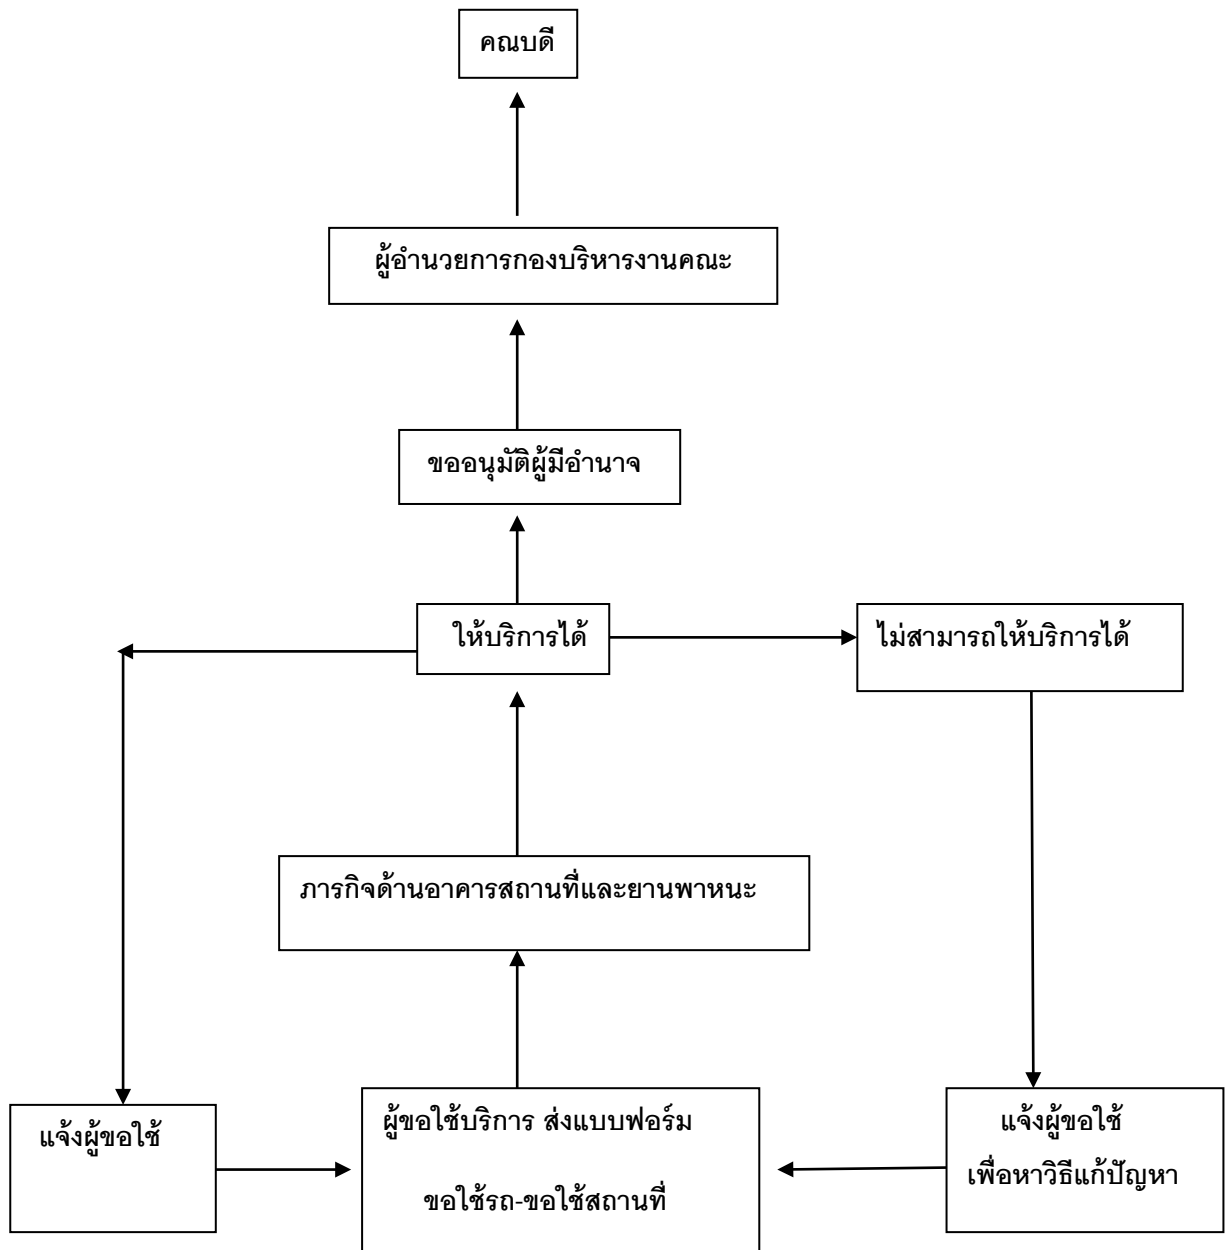 คณบดี
ผู้อำนวยการกองบริหารงานคณะ
ขออนุมัติผู้มีอำนาจ
ให้บริการได้
ไม่สามารถให้บริการได้
ภารกิจด้านอาคารสถานที่และยานพาหนะ
แจ้งผู้ขอใช้
ผู้ขอใช้บริการ ส่งแบบฟอร์ม
ขอใช้รถ-ขอใช้สถานที่
แจ้งผู้ขอใช้
เพื่อหาวิธีแก้ปัญหา